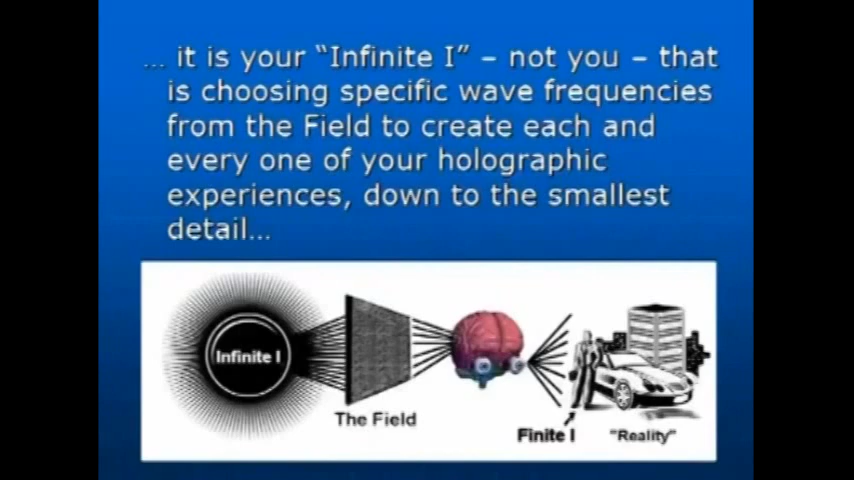 … it is your “Infinite I” – not you – that
is choosing specific wave frequencies
from the Field to create each and
every one of your holographic
experiences, down to the smallest
detail…
Infinite I
The Field
Finite I
"Reality"